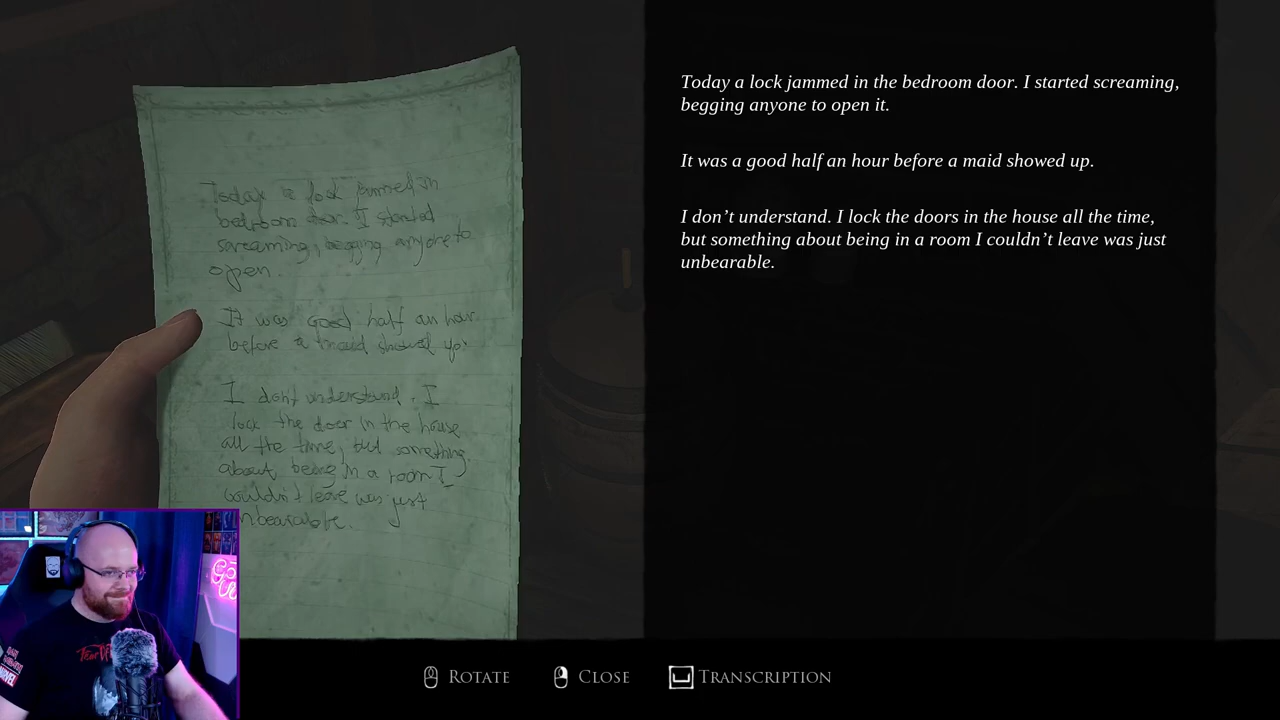 Today a lock jammed in
bedroom door. I started
screaming, begging anyone to
open.
It was good half an hour
before a maid showed up.
I dont understand. I
lock the door in the house
all the time, but something
about being in a room I
couldn't leave was just
unbearable.
Today a lock jammed in the bedroom door. I started screaming,
begging anyone to open it.
It was a good half an hour before a maid showed up.
I don’t understand. I lock the doors in the house all the time,
but something about being in a room I couldn’t leave was just
unbearable.
ROTATE
CLOSE
TRANSCRIPTION